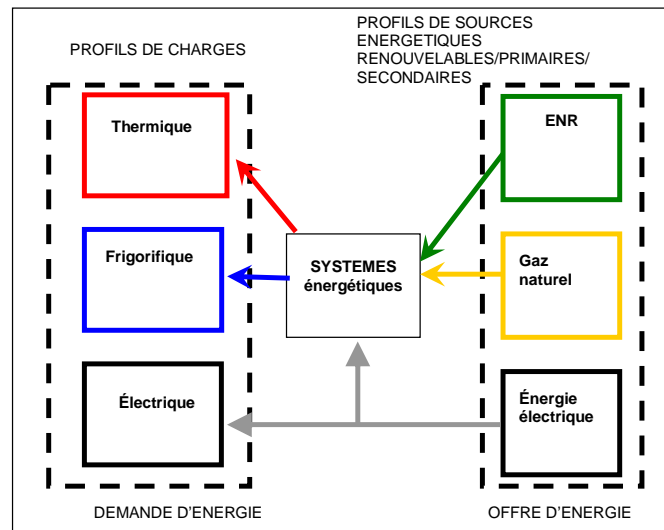 PROFILS DE CHARGES
PROFILS DE SOURCES
ENERGETIQUES
RENOUVELABLES/PRIMAIRES/
SECONDAIRES
Thermique
ENR
Frigorifique
SYSTEMES
énergétiques
Gaz
naturel
Électrique
Énergie
électrique
DEMANDE D'ENERGIE
OFFRE D'ENERGIE